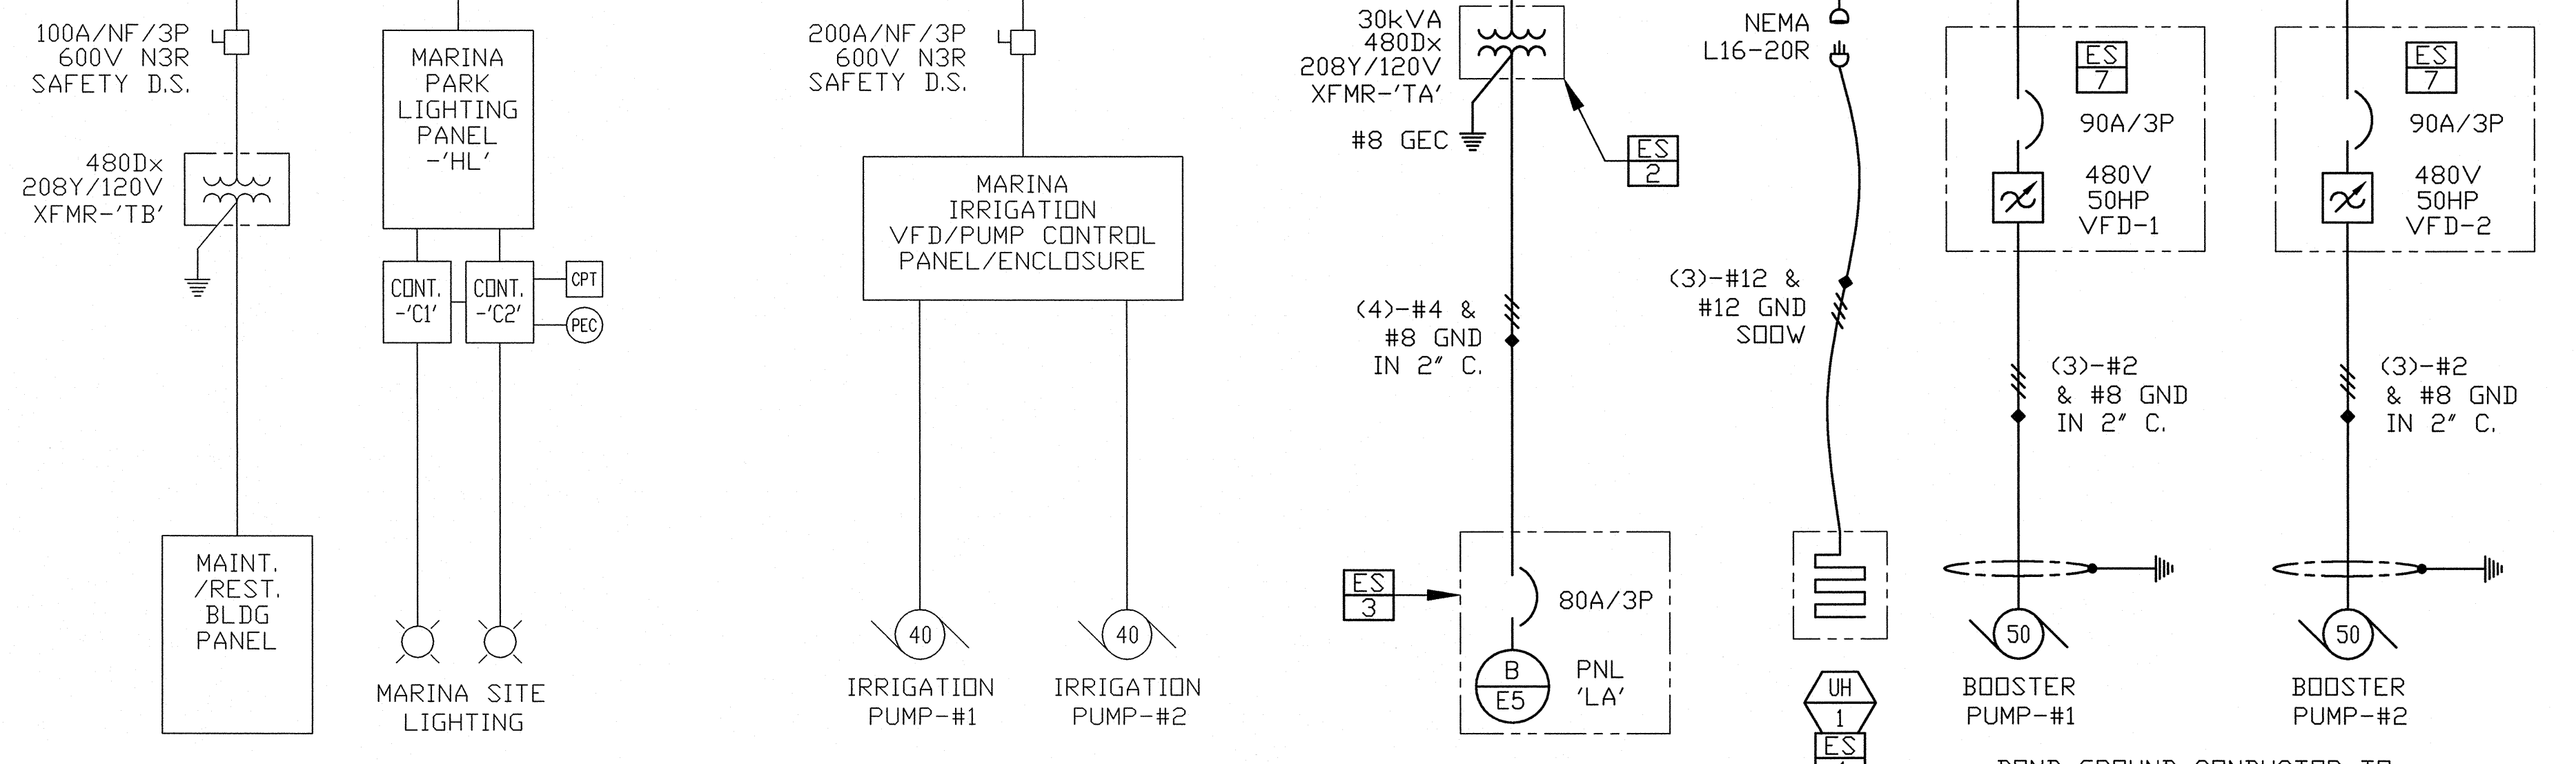 100A/NF/3P
600V N3R
SAFETY D.S.
480Dx
208Y/120V
XFMR-'TB'
MAINT.
/REST.
BLDG
PANEL
MARINA
PARK
LIGHTING
PANEL
-'HL'
CONT.
-'C1'
CONT.
-'C2'
CPT
PEC
MARINA SITE
LIGHTING
200A/NF/3P
600V N3R
SAFETY D.S.
MARINA
IRRIGATION
VFD/PUMP CONTROL
PANEL/ENCLOSURE
40
IRRIGATION
PUMP-#1
40
IRRIGATION
PUMP-#2
30kVA
480Dx
208Y/120V
XFMR-'TA'
#8 GEC
ES
2
(4)-#4 &
#8 GND
IN 2" C.
ES
3
80A/3P
B
E5
PNL
'LA'
NEMA
L16-20R
(3)-#12 &
#12 GND
SOOW
UH
1
ES
ES
7
90A/3P
480V
50HP
VFD-1
(3)-#2
& #8 GND
IN 2" C.
50
BOOSTER
PUMP-#1
ES
7
90A/3P
480V
50HP
VFD-2
(3)-#2
& #8 GND
IN 2" C.
50
BOOSTER
PUMP-#2
BOND GROUND CONDUCTOR TO